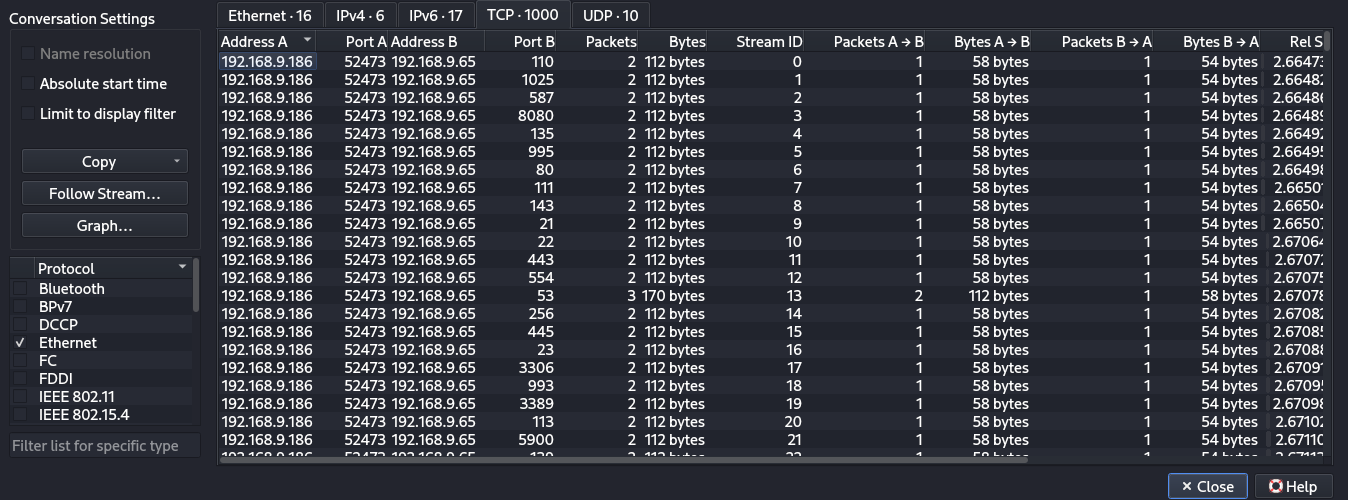 Conversation Settings
Name resolution
Absolute start time
Limit to display filter
Copy
Follow Stream...
Graph...
Protocol
Bluetooth
BPv7
DCCP
Ethernet
FC
FDDI
IEEE 802.11
IEEE 802.15.4
Filter list for specific type
Ethernet · 16 IPv4 · 6 IPv6 · 17 TCP · 1000 UDP · 10
Address A Port A Address B Port B Packets Bytes Stream ID Packets A → B Bytes A → B Packets B → A Bytes B → A Rel S
192.168.9.186 52473 192.168.9.65 110 2 112 bytes 0 1 58 bytes 1 54 bytes 2.66473
192.168.9.186 52473 192.168.9.65 1025 2 112 bytes 1 1 58 bytes 1 54 bytes 2.66482
192.168.9.186 52473 192.168.9.65 587 2 112 bytes 2 1 58 bytes 1 54 bytes 2.66486
192.168.9.186 52473 192.168.9.65 8080 2 112 bytes 3 1 58 bytes 1 54 bytes 2.66489
192.168.9.186 52473 192.168.9.65 135 2 112 bytes 4 1 58 bytes 1 54 bytes 2.66492
192.168.9.186 52473 192.168.9.65 995 2 112 bytes 5 1 58 bytes 1 54 bytes 2.66495
192.168.9.186 52473 192.168.9.65 80 2 112 bytes 6 1 58 bytes 1 54 bytes 2.66498
192.168.9.186 52473 192.168.9.65 111 2 112 bytes 7 1 58 bytes 1 54 bytes 2.66501
192.168.9.186 52473 192.168.9.65 143 2 112 bytes 8 1 58 bytes 1 54 bytes 2.66504
192.168.9.186 52473 192.168.9.65 21 2 112 bytes 9 1 58 bytes 1 54 bytes 2.66507
192.168.9.186 52473 192.168.9.65 22 2 112 bytes 10 1 58 bytes 1 54 bytes 2.67064
192.168.9.186 52473 192.168.9.65 443 2 112 bytes 11 1 58 bytes 1 54 bytes 2.67072
192.168.9.186 52473 192.168.9.65 554 2 112 bytes 12 1 58 bytes 1 54 bytes 2.67075
192.168.9.186 52473 192.168.9.65 53 3 170 bytes 13 2 112 bytes 1 58 bytes 2.67078
192.168.9.186 52473 192.168.9.65 256 2 112 bytes 14 1 58 bytes 1 54 bytes 2.67082
192.168.9.186 52473 192.168.9.65 445 2 112 bytes 15 1 58 bytes 1 54 bytes 2.67085
192.168.9.186 52473 192.168.9.65 23 2 112 bytes 16 1 58 bytes 1 54 bytes 2.67088
192.168.9.186 52473 192.168.9.65 3306 2 112 bytes 17 1 58 bytes 1 54 bytes 2.67091
192.168.9.186 52473 192.168.9.65 993 2 112 bytes 18 1 58 bytes 1 54 bytes 2.67095
192.168.9.186 52473 192.168.9.65 3389 2 112 bytes 19 1 58 bytes 1 54 bytes 2.67098
192.168.9.186 52473 192.168.9.65 113 2 112 bytes 20 1 58 bytes 1 54 bytes 2.67102
192.168.9.186 52473 192.168.9.65 5900 2 112 bytes 21 1 58 bytes 1 54 bytes 2.67110
Close Help